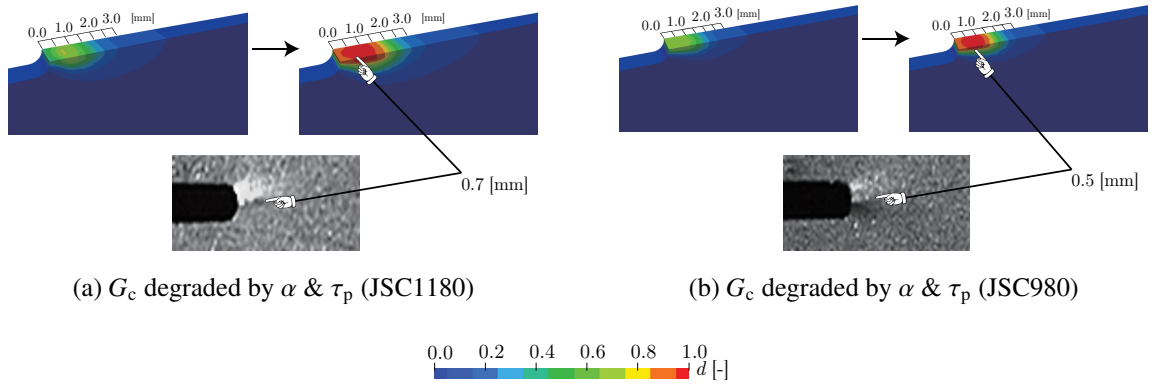 0.0 1.0 2.0 3.0 [mm]
0.0 1.0 2.0 3.0 [mm]
0.7 [mm]
(a) Gc degraded by α & τp (JSC1180)
0.0 1.0 2.0 3.0 [mm]
0.0 1.0 2.0 3.0 [mm]
0.5 [mm]
(b) Gc degraded by α & τp (JSC980)
0.0 0.2 0.4 0.6 0.8 1.0
d [-]